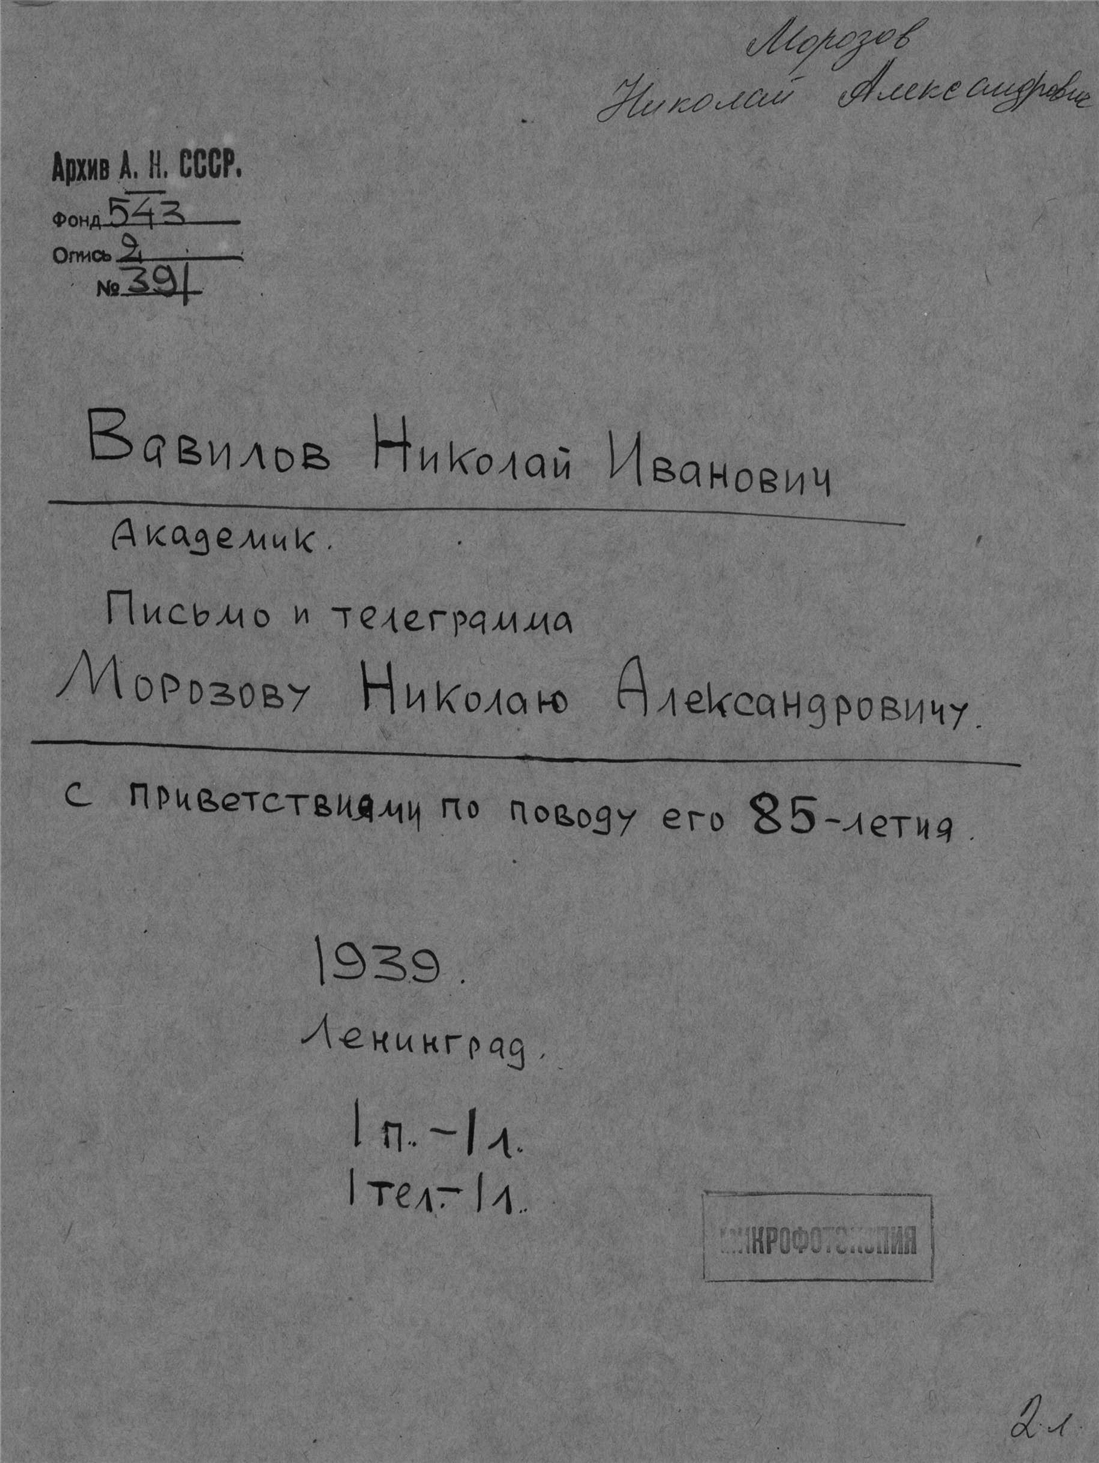 Морозов
Николай Александрович
Архив А. Н. СССР.
Фонд 543
Опись 2
№ 391
Вавилов Николай Иванович
Академик.
Письмо и телеграмма
Морозову Николаю Александровичу.
с приветствиями по поводу его 85-летия.
1939.
Ленинград.
1 п. – 1 л.
1 тел. – 1 л.
МИКРОФОТОКОПИЯ
2 л.